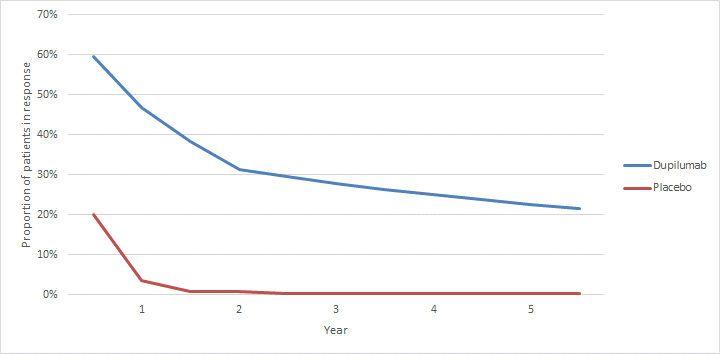 70%
60%
50%
40%
30%
20%
10%
0%
Proportion of patients in response
1 2 3 4 5
Year
Dupilumab
Placebo